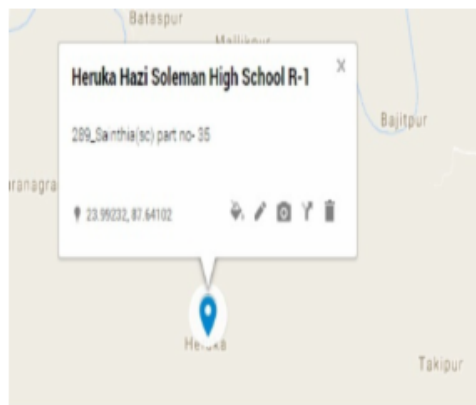 Bataspur
Mallikpur
Heruka Hazi Soleman High School R-1
289_Sainthia(sc) part no- 35
Bajitpur
aranagra
23.99232, 87.64102
Heruka
Takipur